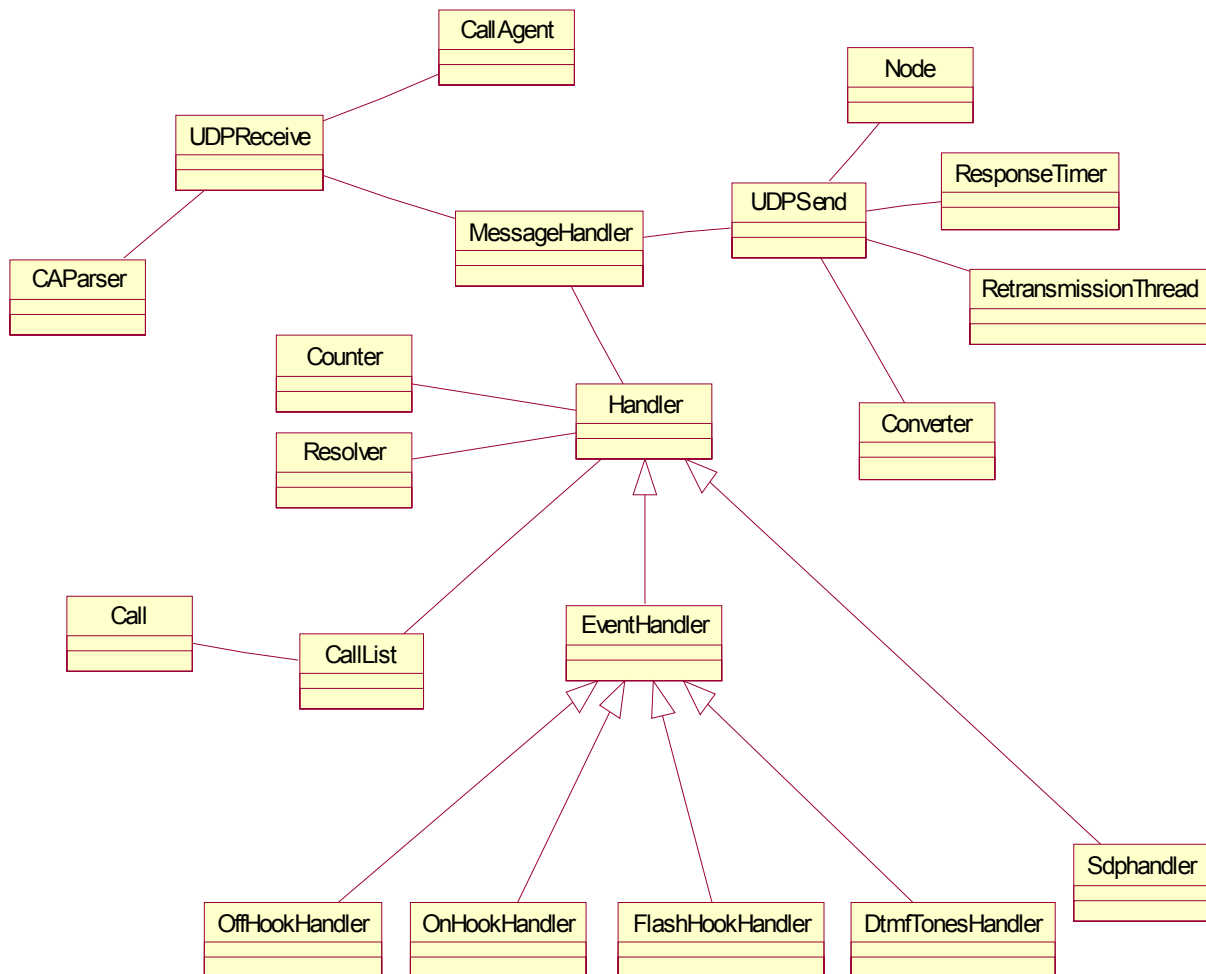 CallAgent
Node
UDPReceive
ResponseTimer
UDPSend
MessageHandler
CAParser
RetransmissionThread
Counter
Handler
Converter
Resolver
Call
EventHandler
CallList
Sdphandler
OffHookHandler
OnHookHandler
FlashHookHandler
DtmfTonesHandler